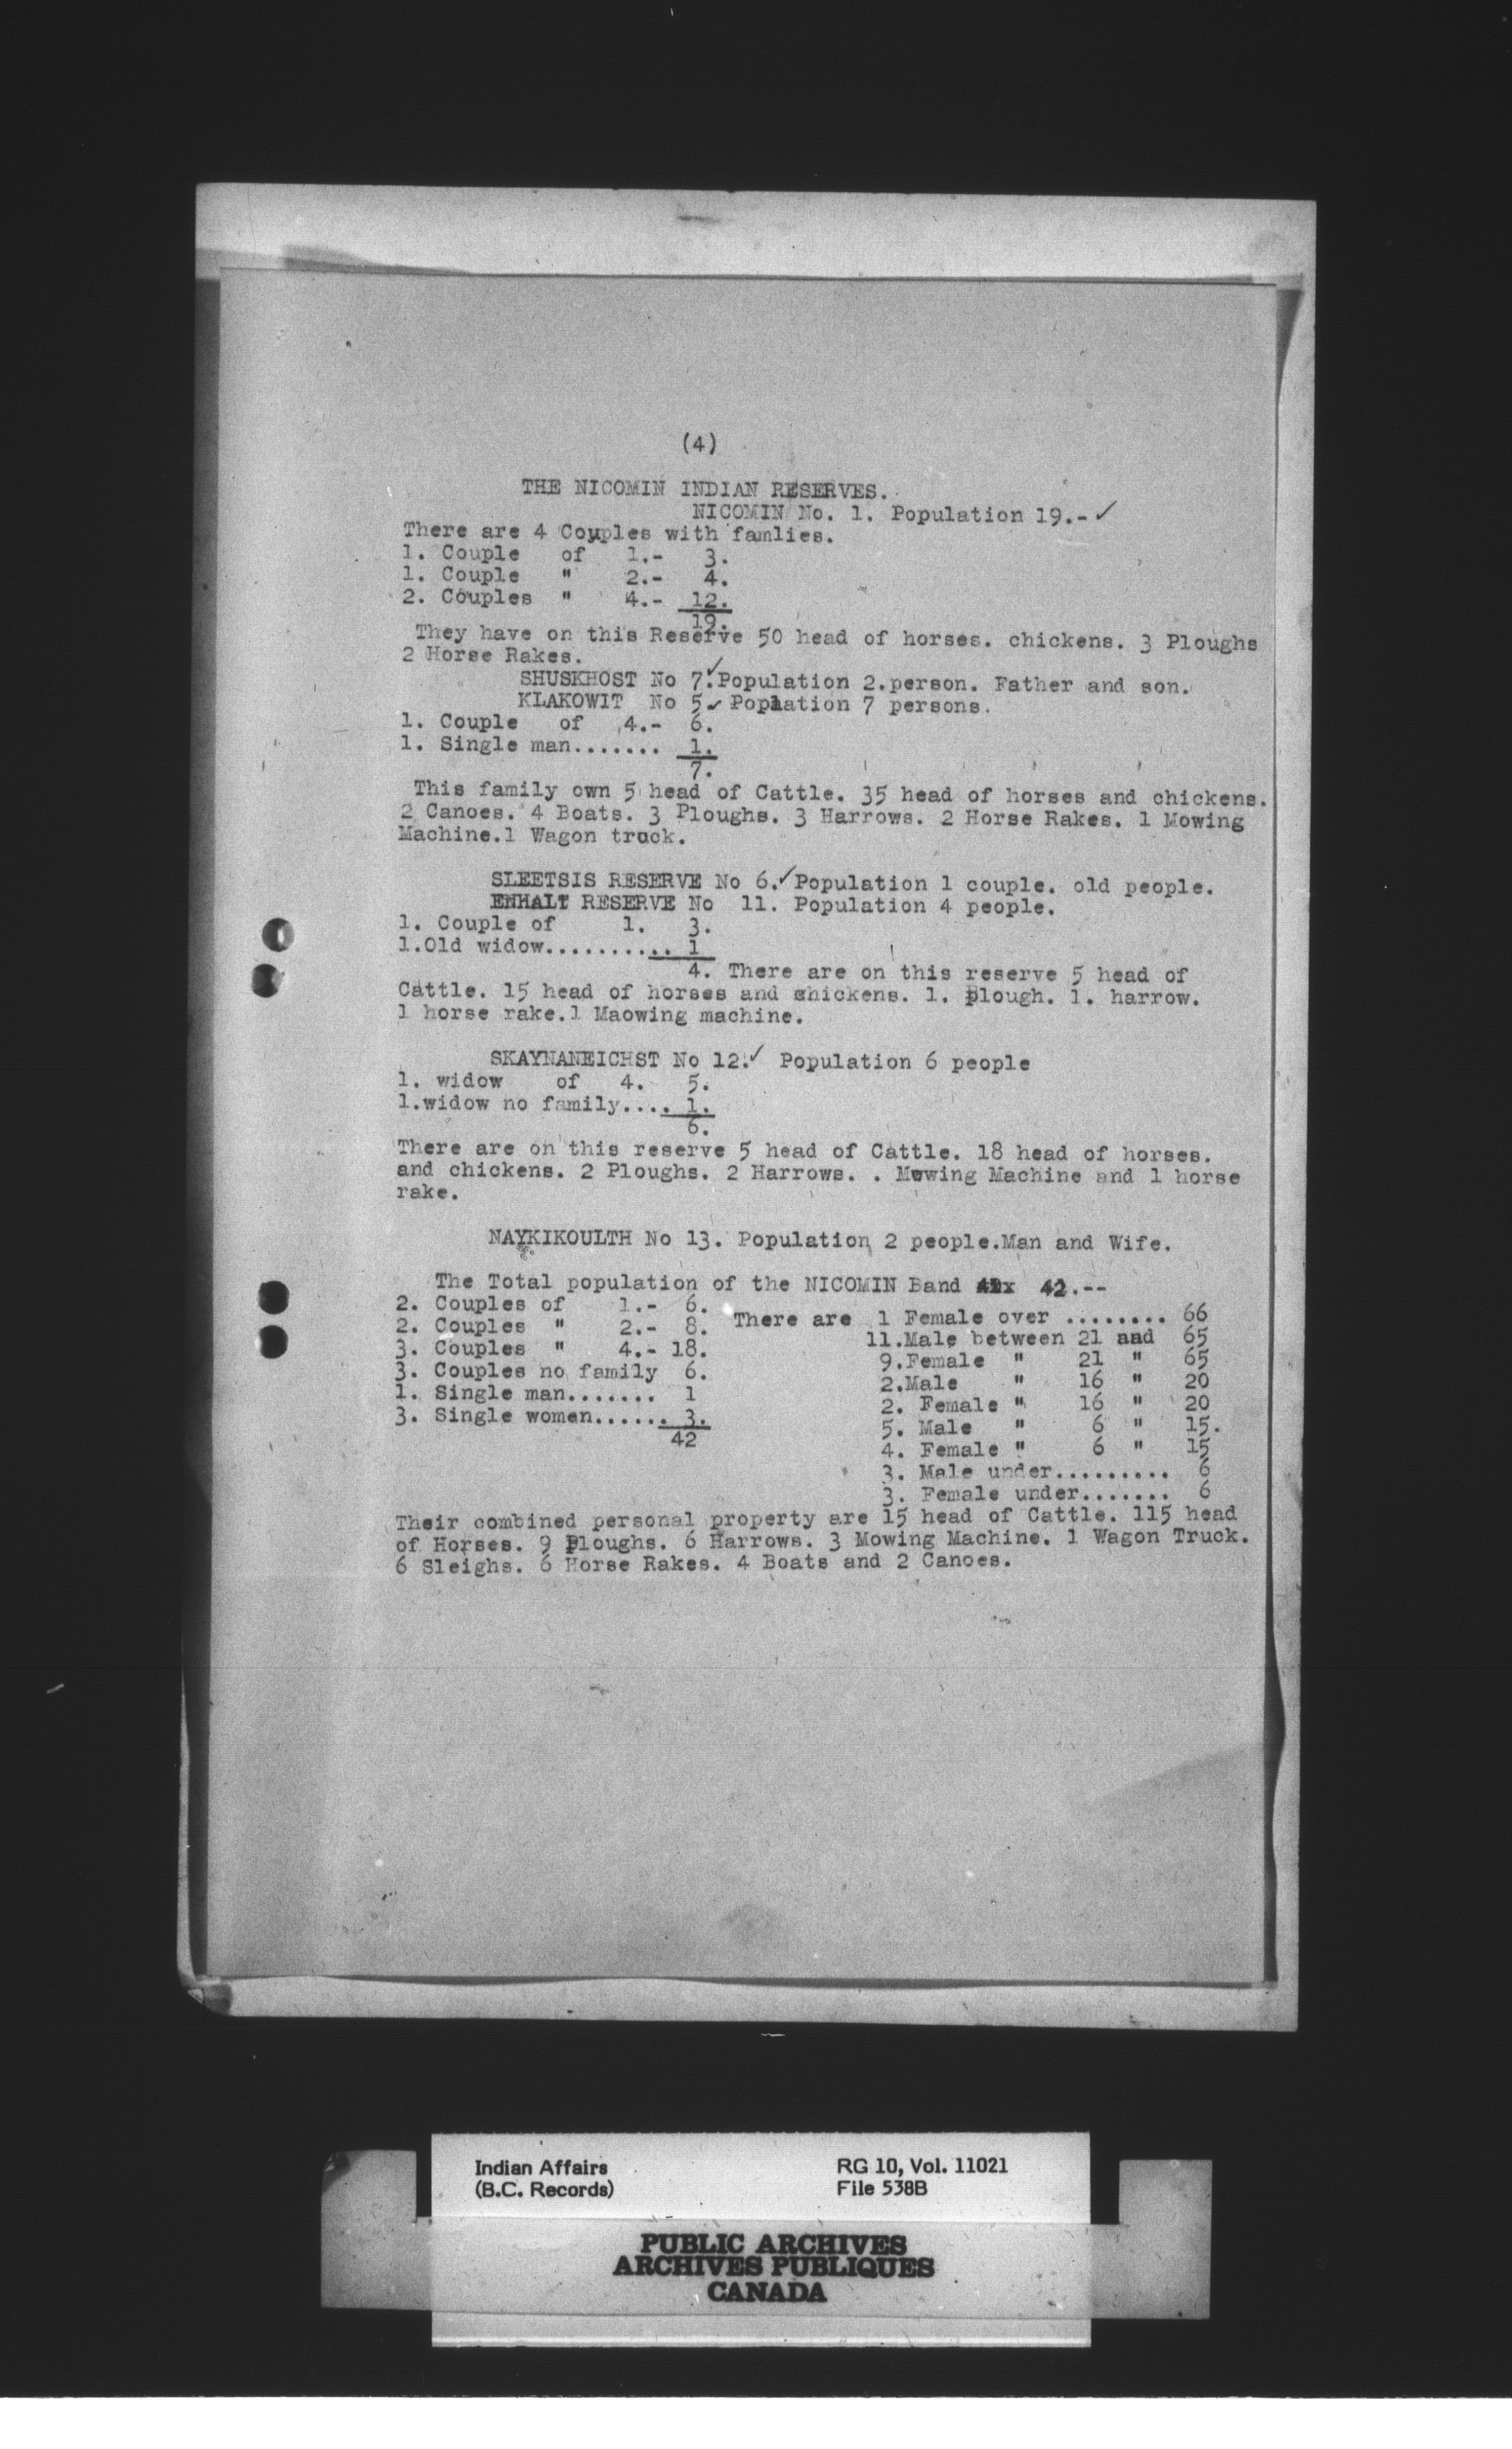 (4)
THE NICOMIN INDIAN RESERVES.
NICOMIN No. 1. Population 19.- ✓
There are 4 Couples with famlies.
1. Couple of 1.- 3.
1. Couple " 2.- 4.
2. Couples " 4.- 12.
19.
They have on this Reserve 50 head of horses. chickens. 3 Ploughs
2 Horse Rakes.
SHUSKHOST No 7. ✓ Population 2.person. Father and son.
KLAKOWIT No 5 ✓ Poplation 7 persons.
1. Couple of 4.- 6.
1. Single man....... 1.
7.
This family own 5 head of Cattle. 35 head of horses and chickens.
2 Canoes. 4 Boats. 3 Ploughs. 3 Harrows. 2 Horse Rakes. 1 Mowing
Machine.1 Wagon truck.
SLEETSIS RESERVE No 6. ✓ Population 1 couple. old people.
ENHALT RESERVE No 11. Population 4 people.
1. Couple of 1. 3.
1.Old widow.......... 1
4. There are on this reserve 5 head of
Cattle. 15 head of horses and chickens. 1. plough. 1. harrow.
1 horse rake.1 Maowing machine.
SKAYNANEICHST No 12. ✓ Population 6 people
1. widow of 4. 5.
1.widow no family.... 1.
6.
There are on this reserve 5 head of Cattle. 18 head of horses.
and chickens. 2 Ploughs. 2 Harrows. . Mowing Machine and 1 horse
rake.
NAYKIKOULTH No 13. Population 2 people.Man and Wife.
The Total population of the NICOMIN Band 42.--
2. Couples of 1.- 6.
2. Couples " 2.- 8.
3. Couples " 4.- 18.
3. Couples no family 6.
1. Single man....... 1
3. Single women...... 3.
42
There are 1 Female over ........ 66
11.Male between 21 and 65
9.Female " 21 " 65
2.Male " 16 " 20
2. Female " 16 " 20
5. Male " 6 " 15.
4. Female " 6 " 15
3. Male under.......... 6
3. Female under....... 6
Their combined personal property are 15 head of Cattle. 115 head
of Horses. 9 Ploughs. 6 Harrows. 3 Mowing Machine. 1 Wagon Truck.
6 Sleighs. 6 Horse Rakes. 4 Boats and 2 Canoes.
Indian Affairs
(B.C. Records)
RG 10, Vol. 11021
File 538B
PUBLIC ARCHIVES
ARCHIVES PUBLIQUES
CANADA